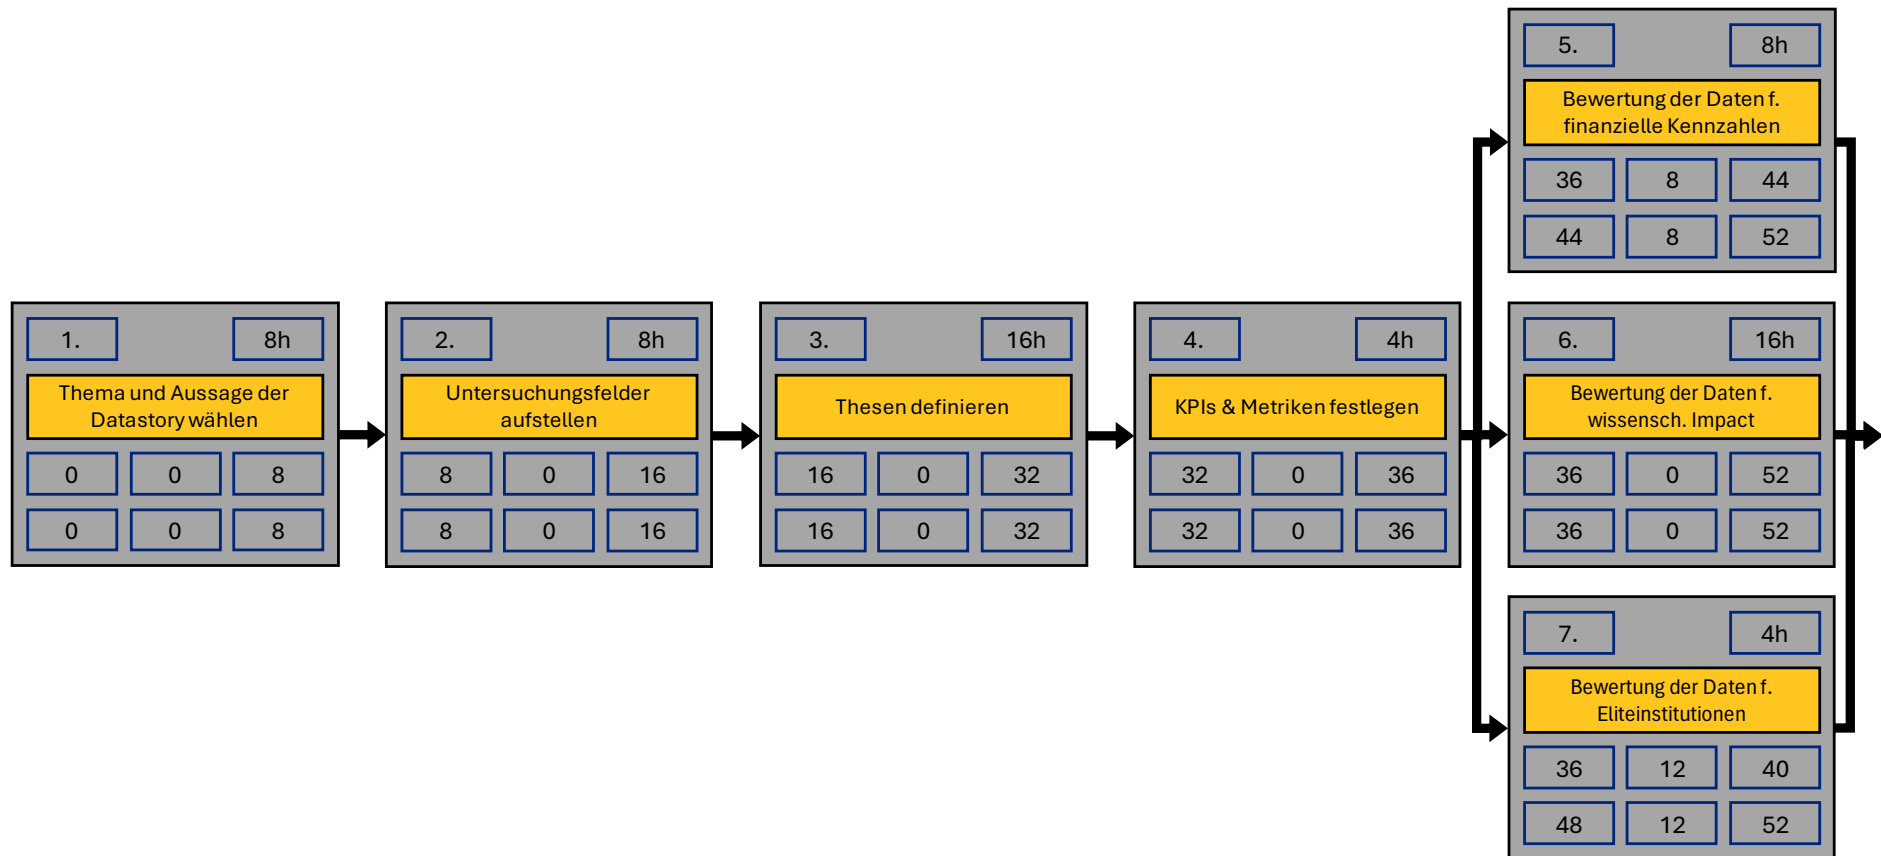 1. 8h
Thema und Aussage der
Datastory wählen
0 0 8
0 0 8
2. 8h
Untersuchungsfelder
aufstellen
8 0 16
8 0 16
3. 16h
Thesen definieren
16 0 32
16 0 32
4. 4h
KPIs & Metriken festlegen
32 0 36
32 0 36
5. 8h
Bewertung der Daten f.
finanzielle Kennzahlen
36 8 44
44 8 52
6. 16h
Bewertung der Daten f.
wissensch. Impact
36 0 52
36 0 52
7. 4h
Bewertung der Daten f.
Eliteinstitutionen
36 12 40
48 12 52